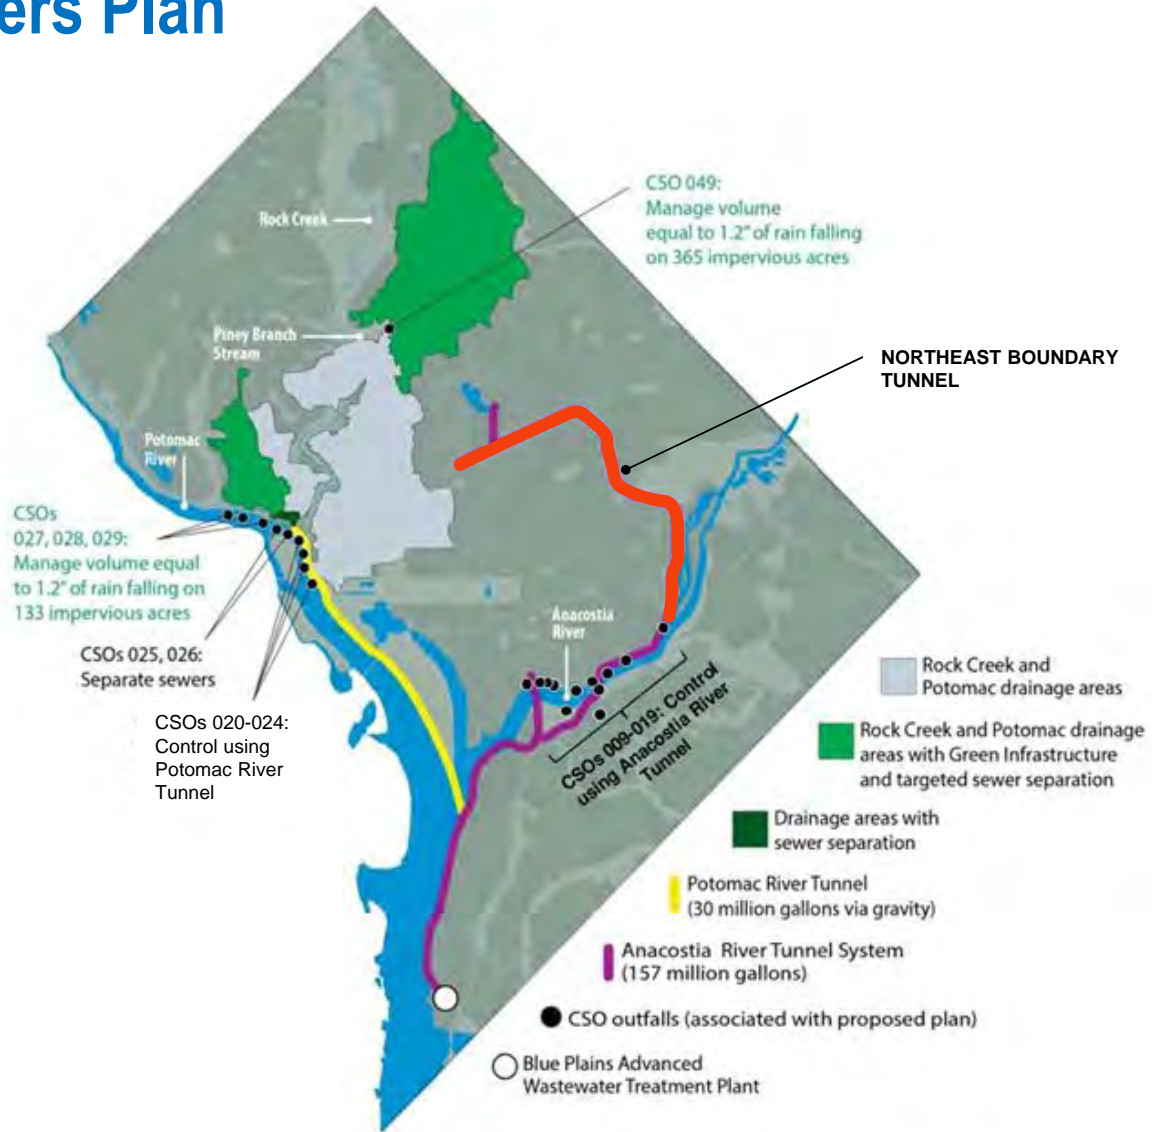 ers Plan
CSO 049:
Manage volume
equal to 1.2" of rain falling
on 365 impervious acres
Rock Creek
Piney Branch
Stream
NORTHEAST BOUNDARY
TUNNEL
Potomac
River
CSOs
027, 028, 029:
Manage volume equal
to 1.2" of rain falling on
133 impervious acres
CSOs 025, 026:
Separate sewers
CSOs 020-024:
Control using
Potomac River
Tunnel
Anacostia
River
CSOs 009-019: Control
using Anacostia River
Tunnel
Rock Creek and
Potomac drainage areas
Rock Creek and Potomac drainage
areas with Green Infrastructure
and targeted sewer separation
Drainage areas with
sewer separation
Potomac River Tunnel
(30 million gallons via gravity)
Anacostia River Tunnel System
(157 million gallons)
CSO outfalls (associated with proposed plan)
Blue Plains Advanced
Wastewater Treatment Plant